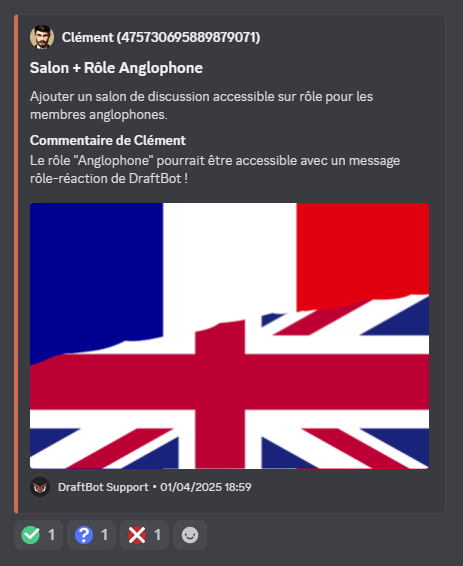 Clément (475730695889879071)
Salon + Rôle Anglophone
Ajouter un salon de discussion accessible sur rôle pour les
membres anglophones.
Commentaire de Clément
Le rôle "Anglophone" pourrait être accessible avec un message
rôle-réaction de DraftBot !
DraftBot Support • 01/04/2025 18:59
1 1 1